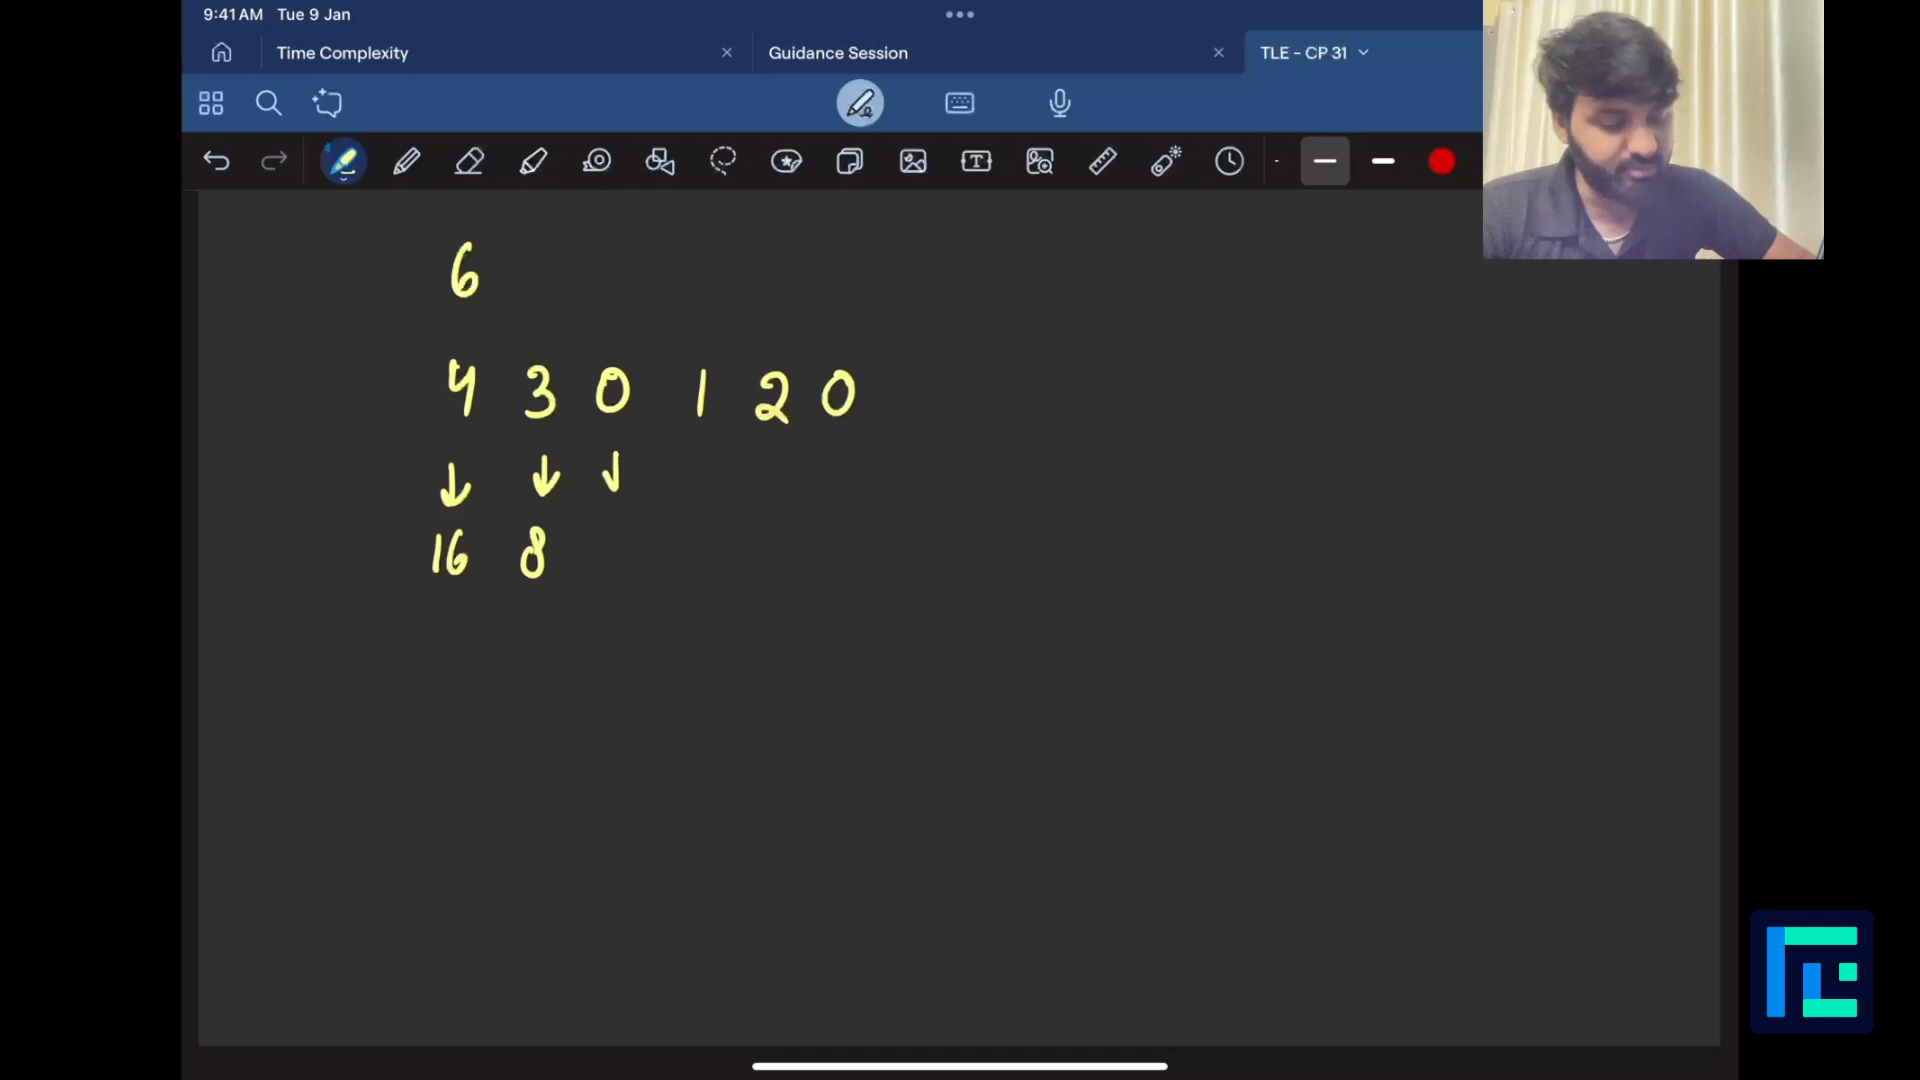 9:41 AM Tue 9 Jan
Time Complexity Guidance Session TLE - CP 31
6
4 3 0 1 2 0
↓ ↓ ↓
16 8